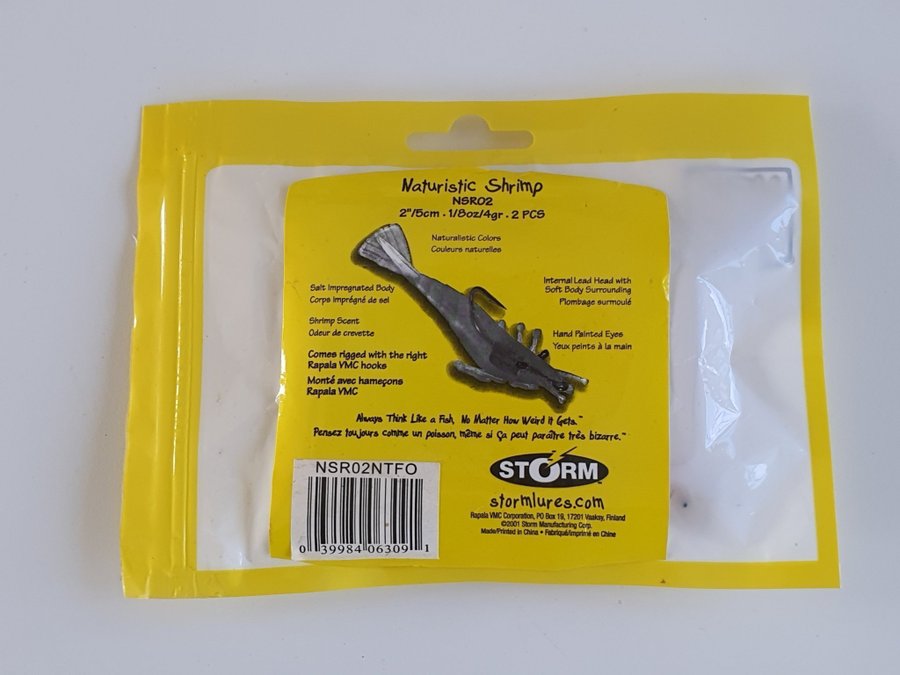 Naturistic Shrimp
NSR02
2"/5cm . 1/8oz/4gr . 2 PCS
Naturalistic Colors
Couleurs naturelles
Salt Impregnated Body
Corps imprégné de sel
Internal Lead Head with
Soft Body Surrounding
Plombage surmoulé
Shrimp Scent
Odeur de crevette
Hand Painted Eyes
Yeux peints à la main
Comes rigged with the right
Rapala VMC hooks
Monté avec hameçons
Rapala VMC
Always Think Like a Fish, No Matter How Weird it Gets.™
Pensez toujours comme un poisson, même si ça peut paraître très bizarre.™
NSR02NTFO
0 39984 06309 1
STORM™
stormlures.com
Rapala VMC Corporation, PO Box 19, 17201 Vaaksy, Finland
©2001 Storm Manufacturing Corp.
Made/Printed in China • Fabriqué/imprimé en Chine